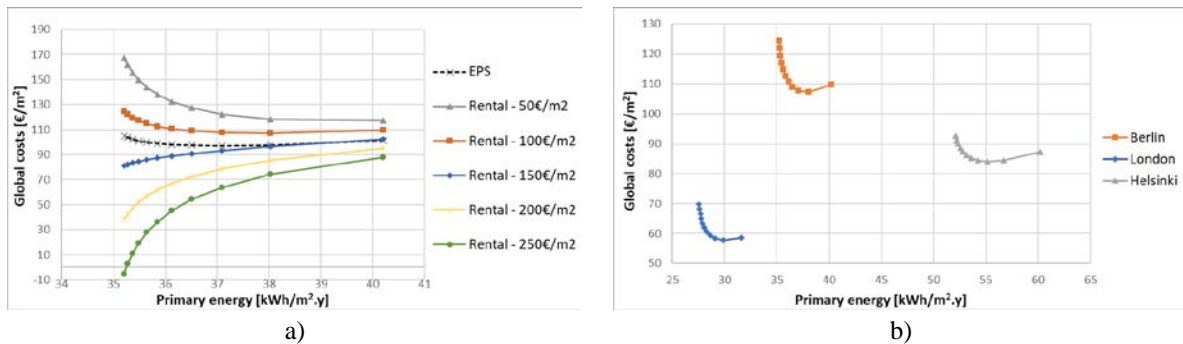 Global costs [€/m²]
190
170
150
130
110
90
70
50
30
10
-10
34
35
36
37
38
39
40
41
Primary energy [kWh/m².y]
EPS
Rental - 50€/m2
Rental - 100€/m2
Rental - 150€/m2
Rental - 200€/m2
Rental - 250€/m2
a)
Global costs [€/m²]
130
120
110
100
90
80
70
60
50
25
30
35
40
45
50
55
60
65
Primary energy [kWh/m².y]
Berlin
London
Helsinki
b)